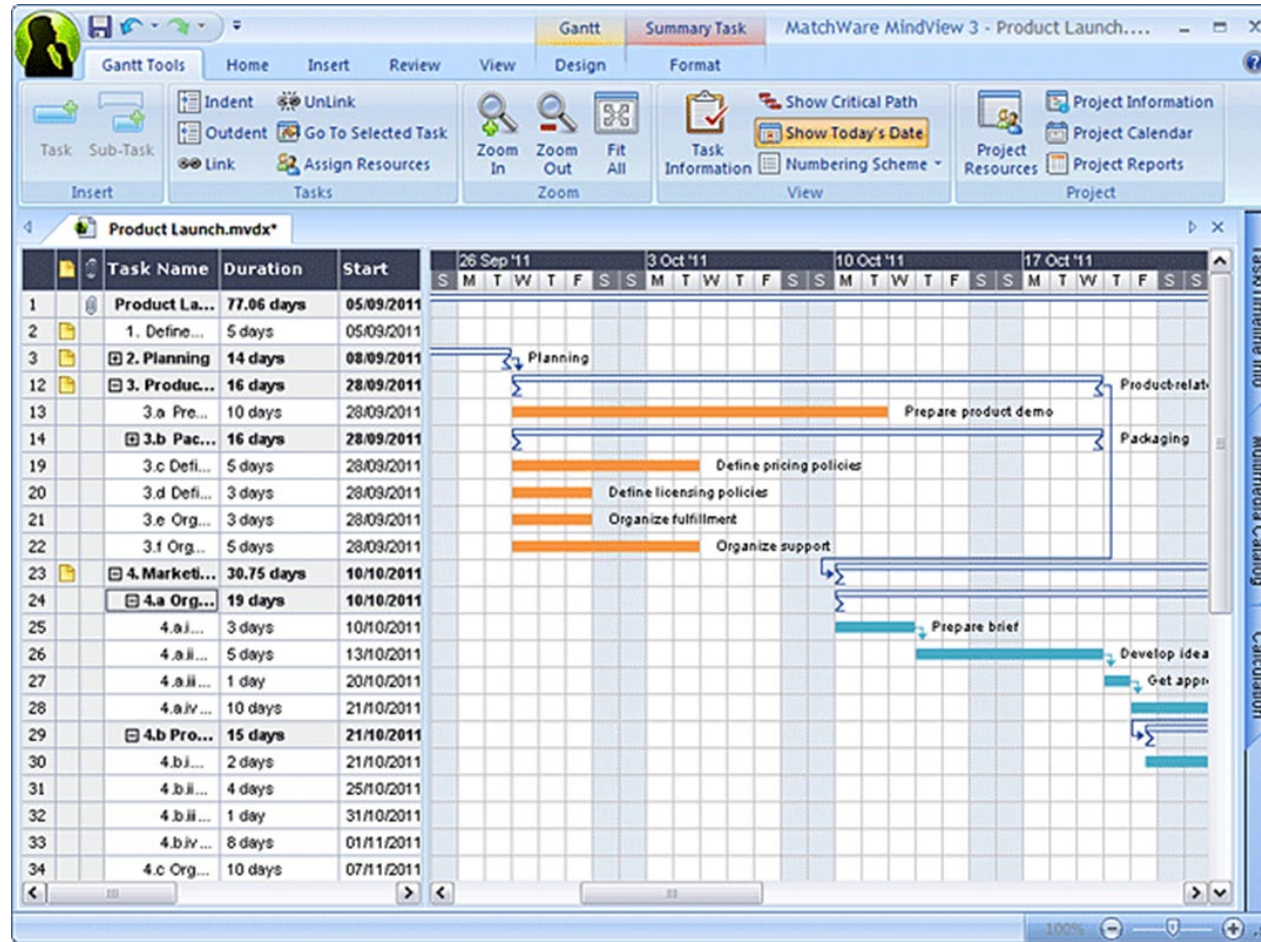 Gantt Summary Task MatchWare MindView 3 - Product Launch....
Gantt Tools Home Insert Review View Design Format
Task
Sub-Task
Insert
Indent UnLink
Outdent Go To Selected Task
Link Assign Resources
Tasks
Zoom In
Zoom Out
Fit All
Zoom
Task Information
Show Critical Path
Show Today's Date
Numbering Scheme
View
Project Resources
Project Information
Project Calendar
Project Reports
Project
Product Launch.mvdx*
Task Name Duration Start
26 Sep '11 3 Oct '11 10 Oct '11 17 Oct '11
S M T W T F S S M T W T F S S M T W T F S S M T W T F S S
1 Product La... 77.06 days 05/09/2011
2 1. Define... 5 days 05/09/2011
3 2. Planning 14 days 08/09/2011 Planning
12 3. Produc... 16 days 28/09/2011 Product-relat
13 3.a Pre... 10 days 28/09/2011 Prepare product demo
14 3.b Pac... 16 days 28/09/2011 Packaging
19 3.c Defi... 5 days 28/09/2011 Define pricing policies
20 3.d Defi... 3 days 28/09/2011 Define licensing policies
21 3.e Org... 3 days 28/09/2011 Organize fulfillment
22 3.f Org... 5 days 28/09/2011 Organize support
23 4. Marketi... 30.75 days 10/10/2011
24 4.a Org... 19 days 10/10/2011
25 4.a.i... 3 days 10/10/2011 Prepare brief
26 4.a.ii... 5 days 13/10/2011 Develop idea
27 4.a.ii... 1 day 20/10/2011 Get appr
28 4.a.iv... 10 days 21/10/2011
29 4.b Pro... 15 days 21/10/2011
30 4.b.i... 2 days 21/10/2011
31 4.b.ii... 4 days 25/10/2011
32 4.b.ii... 1 day 31/10/2011
33 4.b.iv... 8 days 01/11/2011
34 4.c Org... 10 days 07/11/2011
Task/Timeline Info
Multimedia Catalog
Calculation
100%